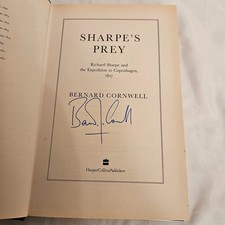 SHARPE'S
PREY
Richard Sharpe and
the Expedition to Copenhagen,
1807
BERNARD CORNWELL
HarperCollinsPublishers